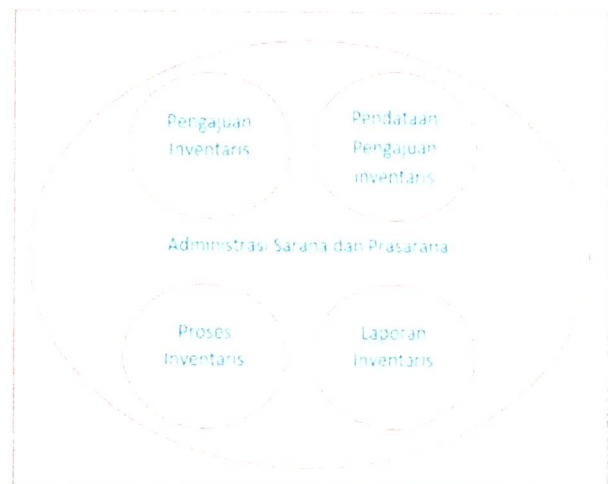 Pengajuan
Inventaris
Pendataan
Pengajuan
inventaris
Administrasi Sarana dan Prasarana
Proses
Inventaris
Laporan
Inventaris